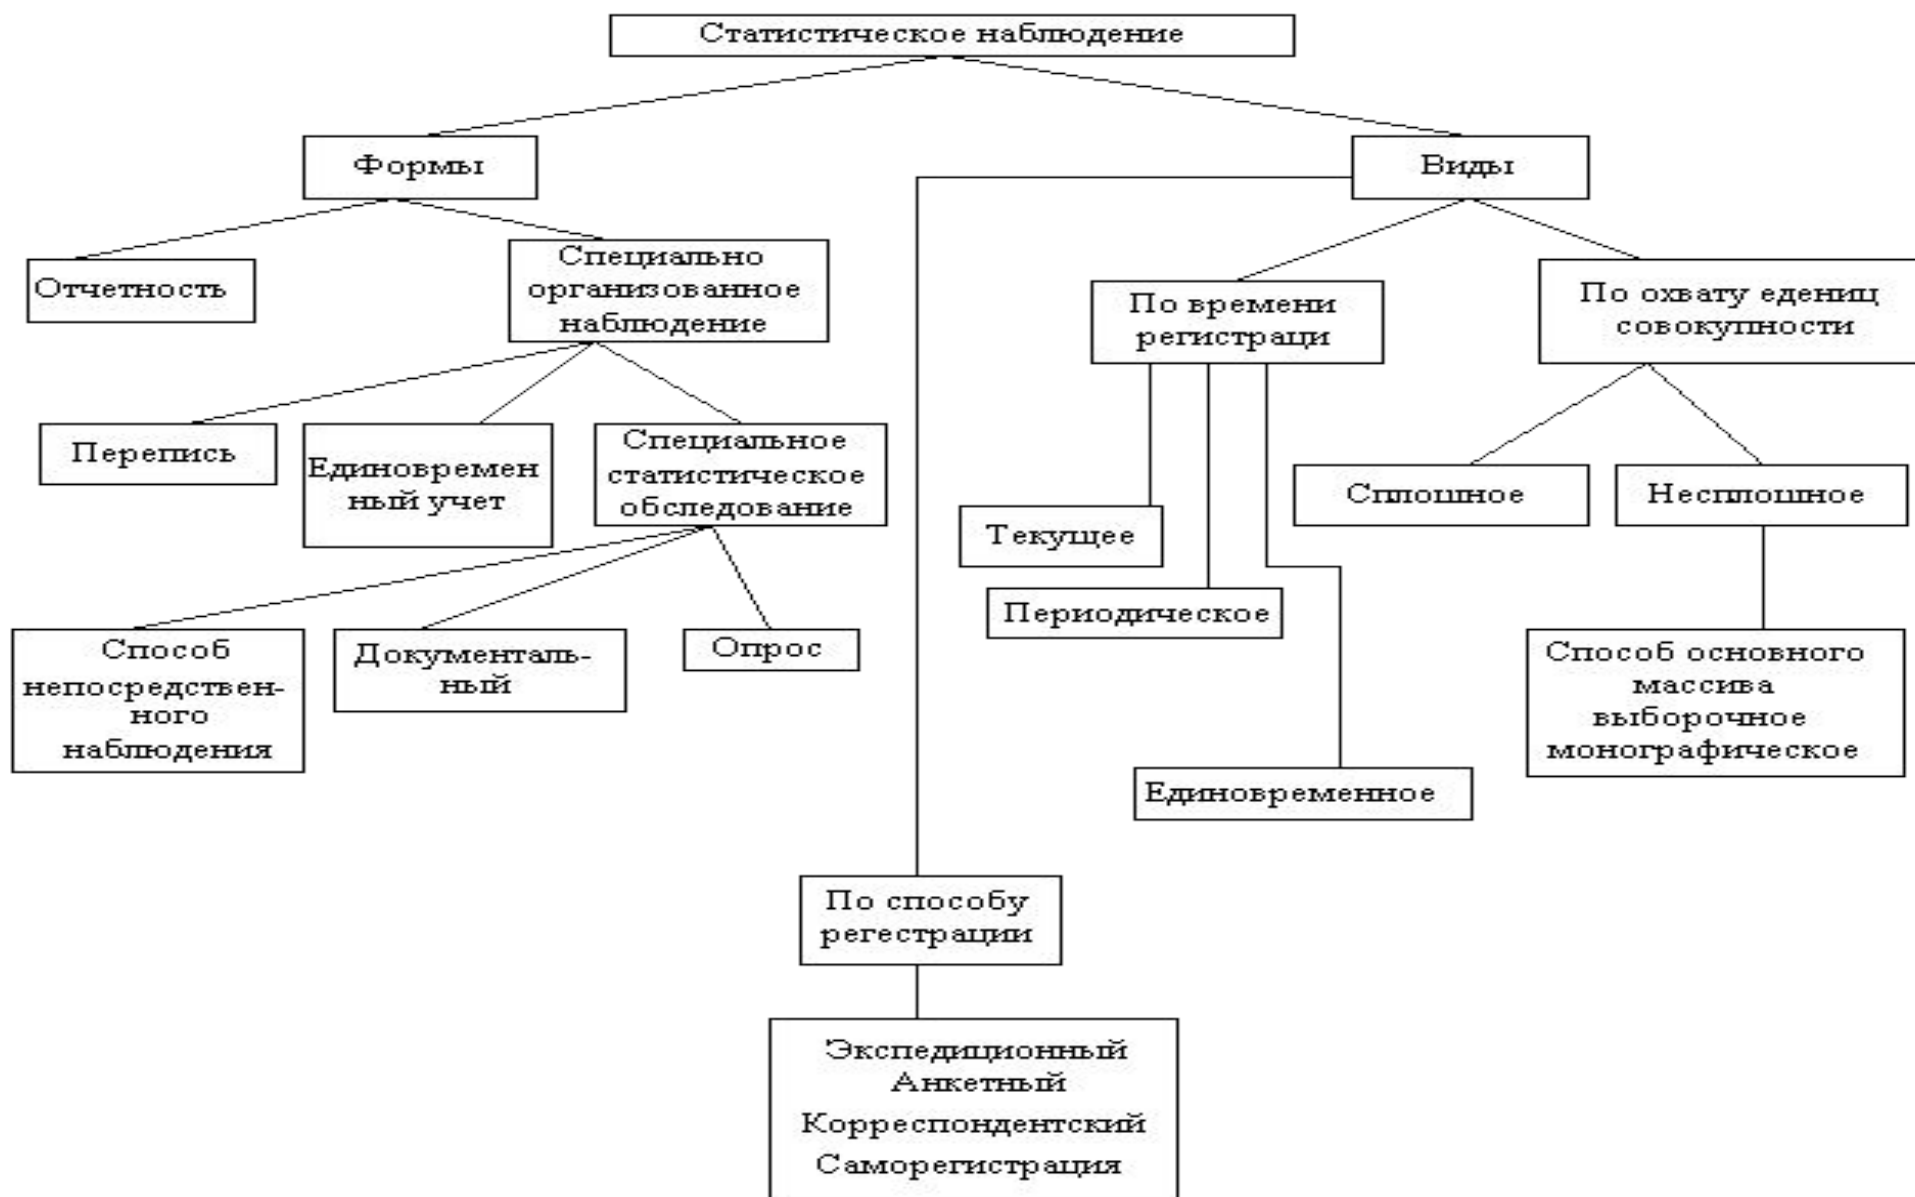 Статистическое наблюдение
Формы
Виды
Отчетность
Специально
организованное
наблюдение
По времени
регистраци
По охвату едениц
совокупности
Перепись
Единовремен
ный учет
Специальное
статистическое
обследование
Сплошное
Несплошное
Текущее
Периодическое
Способ
непосредствен-
ного
наблюдения
Документаль-
ный
Опрос
Способ основного
массива
выборочное
монографическое
Единовременное
По способу
регестрации
Экспедиционный
Анкетный
Корреспондентский
Саморегистрация